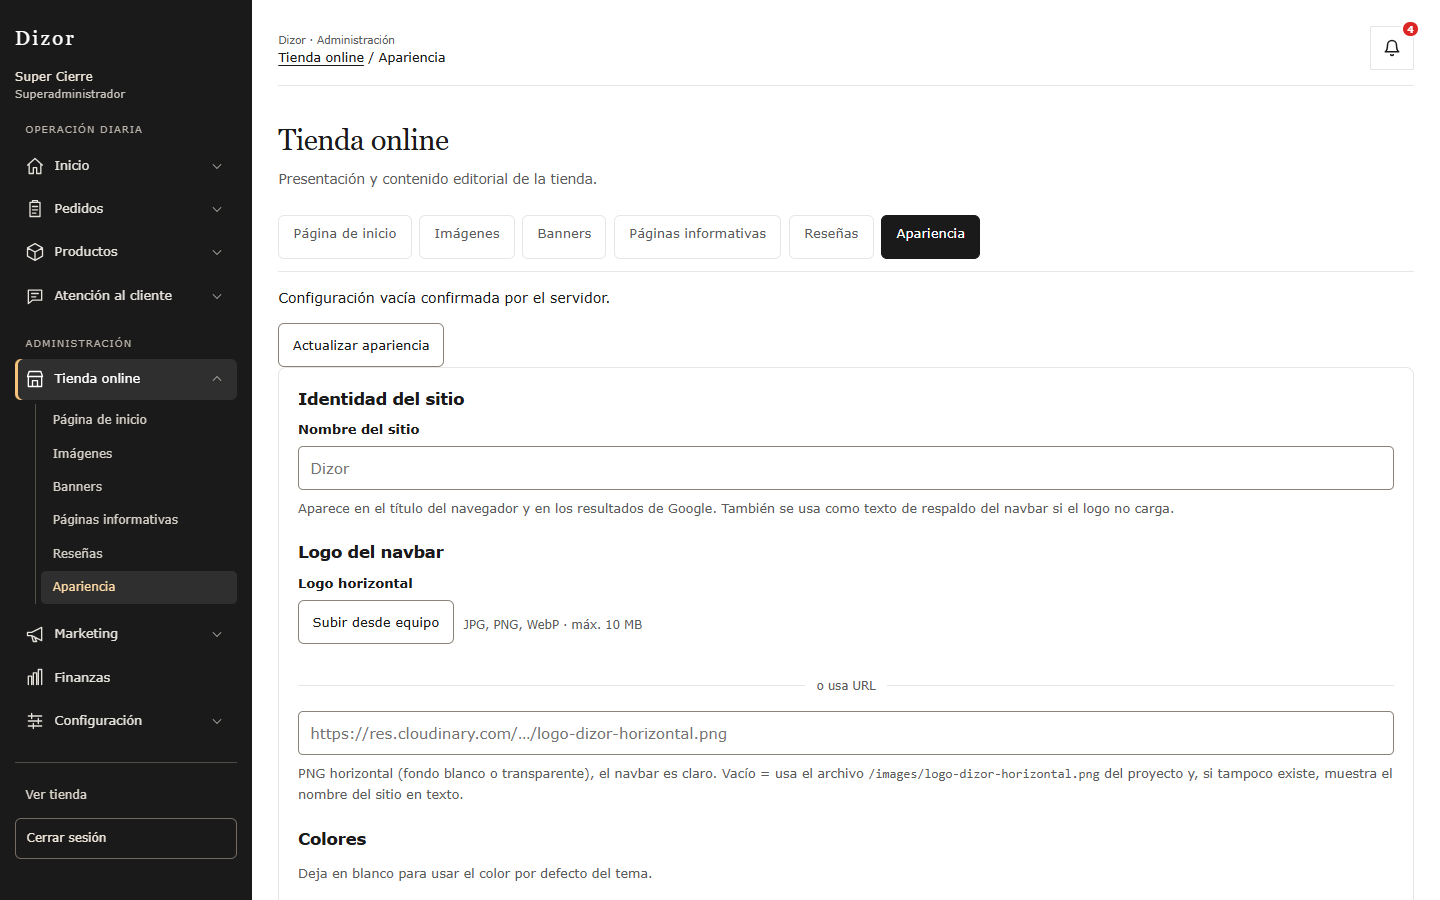 Dizor
Super Cierre
Superadministrador
OPERACIÓN DIARIA
Inicio
Pedidos
Productos
Atención al cliente
ADMINISTRACIÓN
Tienda online
Página de inicio
Imágenes
Banners
Páginas informativas
Reseñas
Apariencia
Marketing
Finanzas
Configuración
Ver tienda
Cerrar sesión
Dizor · Administración
Tienda online / Apariencia
4
Tienda online
Presentación y contenido editorial de la tienda.
Página de inicio
Imágenes
Banners
Páginas informativas
Reseñas
Apariencia
Configuración vacía confirmada por el servidor.
Actualizar apariencia
Identidad del sitio
Nombre del sitio
Dizor
Aparece en el título del navegador y en los resultados de Google. También se usa como texto de respaldo del navbar si el logo no carga.
Logo del navbar
Logo horizontal
Subir desde equipo
JPG, PNG, WebP · máx. 10 MB
o usa URL
https://res.cloudinary.com/.../logo-dizor-horizontal.png
PNG horizontal (fondo blanco o transparente), el navbar es claro. Vacío = usa el archivo /images/logo-dizor-horizontal.png del proyecto y, si tampoco existe, muestra el
nombre del sitio en texto.
Colores
Deja en blanco para usar el color por defecto del tema.